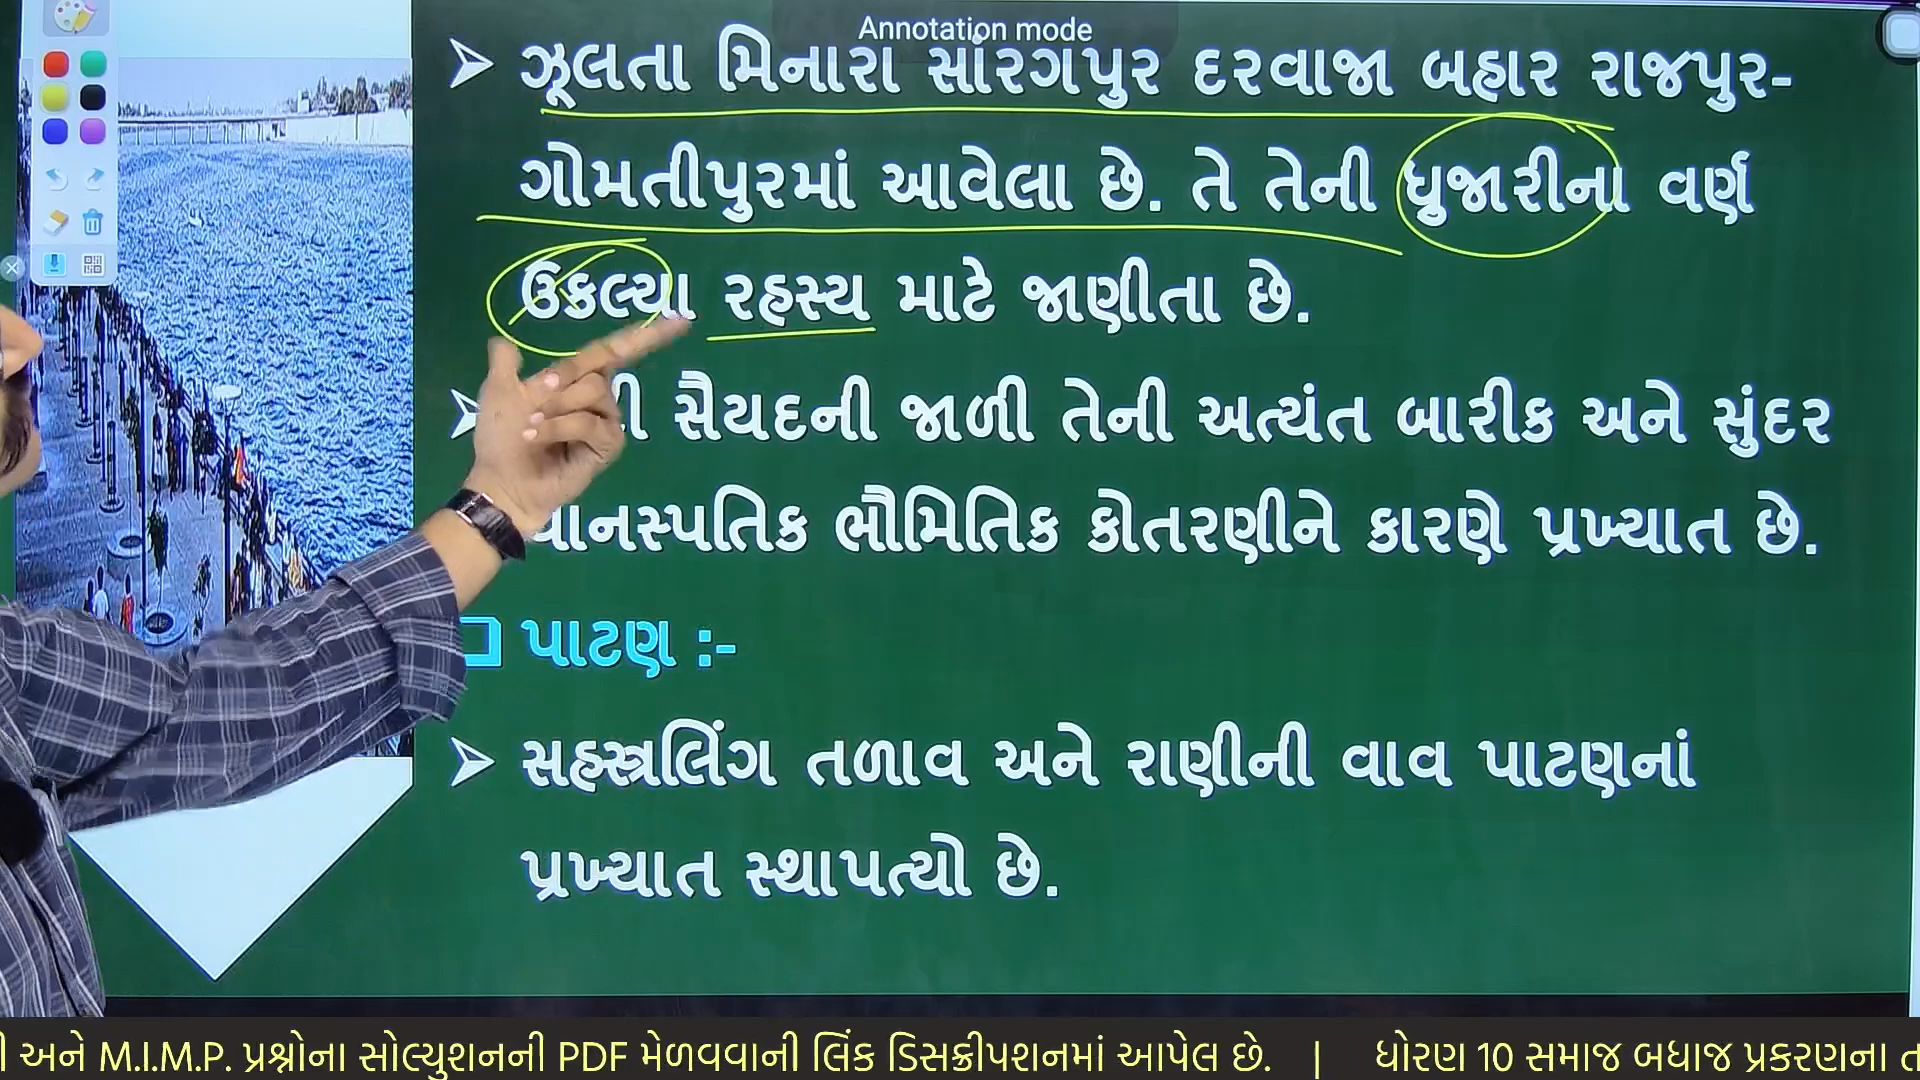 Annotation mode
ઝૂલતા મિનારા સાંરગપુર દરવાજા બહાર રાજપુર-
ગોમતીપુરમાં આવેલા છે. તે તેની ધ્રુજારીના વર્ણ
ઉકલ્યા રહસ્ય માટે જાણીતા છે.
સૈયદની જાળી તેની અત્યંત બારીક અને સુંદર
વાનસ્પતિક ભૌમિતિક કોતરણીને કારણે પ્રખ્યાત છે.
પાટણ :-
સહસ્ત્રલિંગ તળાવ અને રાણીની વાવ પાટણનાં
પ્રખ્યાત સ્થાપત્યો છે.
અને M.I.M.P. પ્રશ્નોના સોલ્યુશનની PDF મેળવવાની લિંક ડિસક્રીપશનમાં આપેલ છે. | ધોરણ 10 સમાજ બધાજ પ્રકરણના